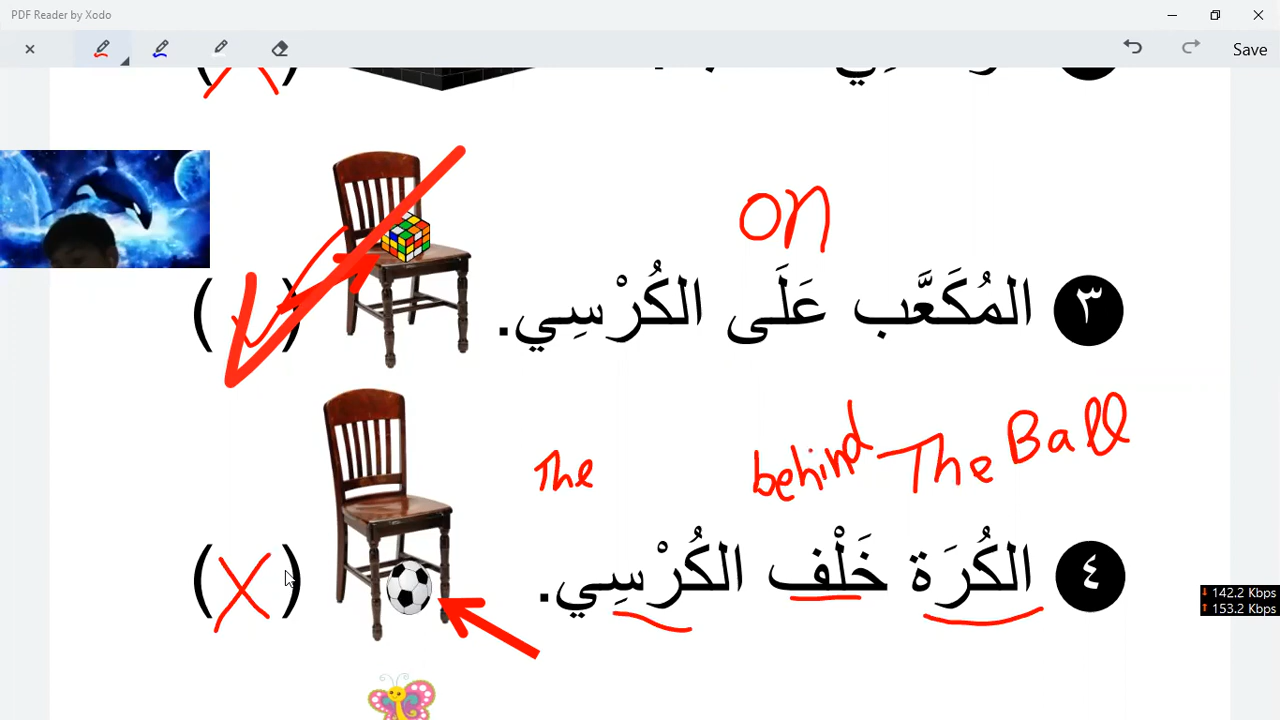 PDF Reader by Xodo
Save
on
٣ المُكَعَّب عَلَى الكُرْسِي. ( )
The behind The Ball
٤ الكُرَة خَلْف الكُرْسِي. (X)
↓ 142.2 Kbps
↑ 153.2 Kbps